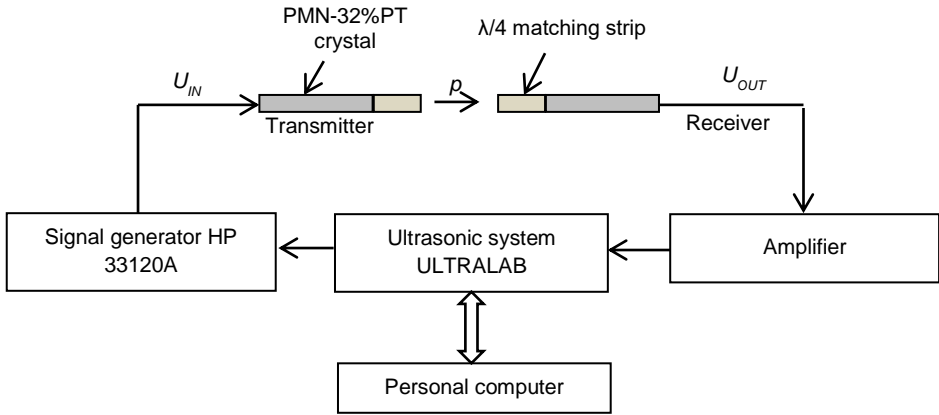 PMN-32%PT
crystal
λ/4 matching strip
U_IN
p
U_OUT
Transmitter
Receiver
Signal generator HP
33120A
Ultrasonic system
ULTRALAB
Amplifier
Personal computer